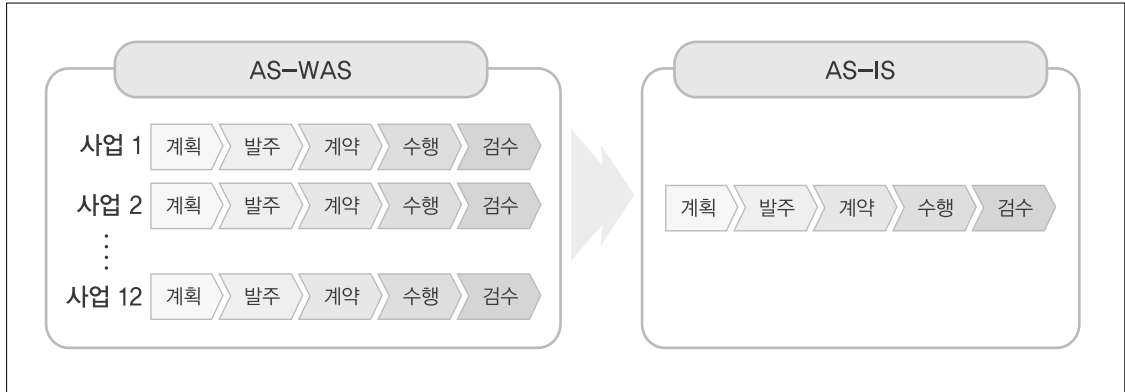 AS-WAS
사업 1 계획 발주 계약 수행 검수
사업 2 계획 발주 계약 수행 검수
사업 12 계획 발주 계약 수행 검수
AS-IS
계획 발주 계약 수행 검수